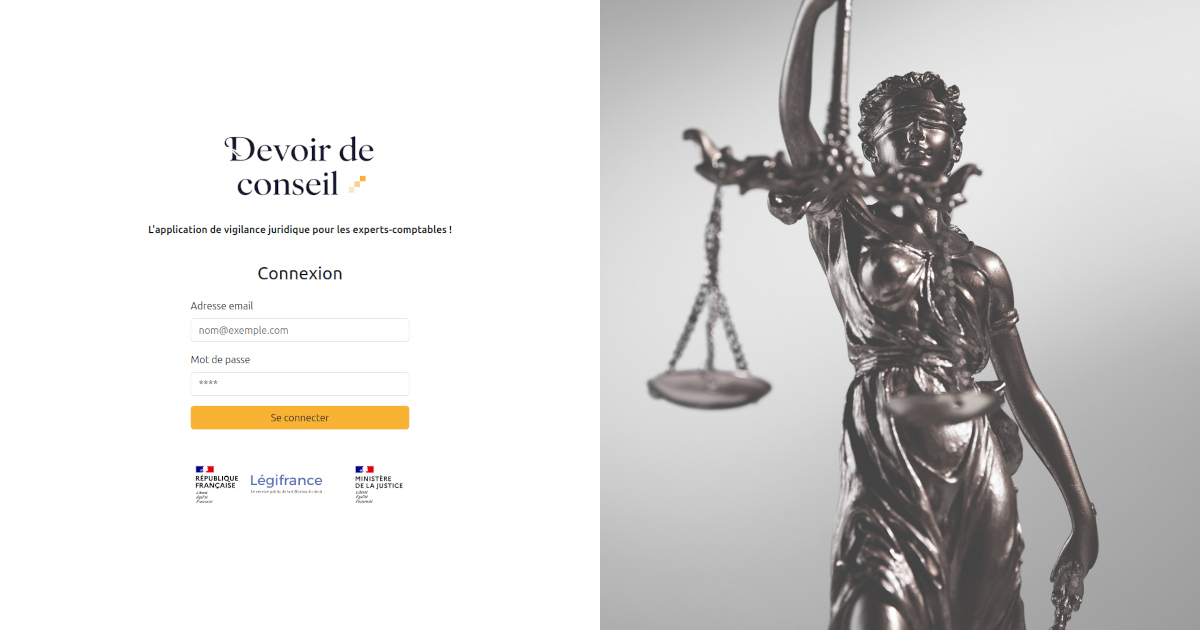 Devoir de
conseil
L'application de vigilance juridique pour les experts-comptables !
Connexion
Adresse email
nom@exemple.com
Mot de passe
****
Se connecter
RÉPUBLIQUE
FRANÇAISE
Liberté
Égalité
Fraternité
Légifrance
Le service public de la diffusion du droit
MINISTÈRE
DE LA JUSTICE
Liberté
Égalité
Fraternité